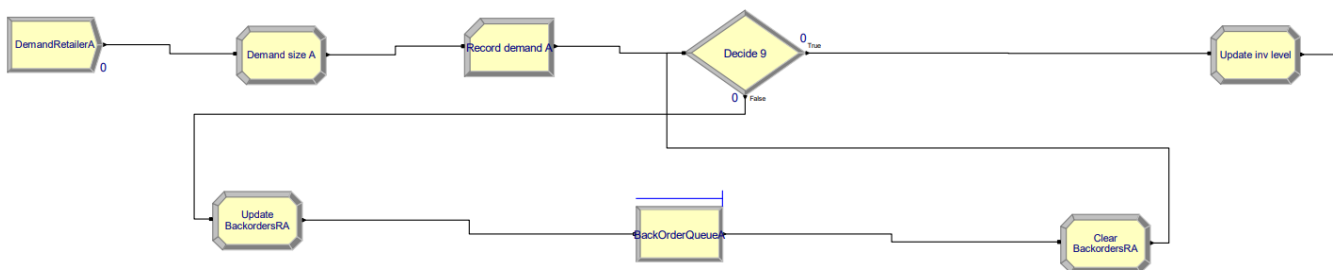 DemandRetailerA
0
Demand size A
Record demand A
Decide 9
0
True
0
False
Update inv level
Update
BackordersRA
BackOrderQueueA
Clear
BackordersRA